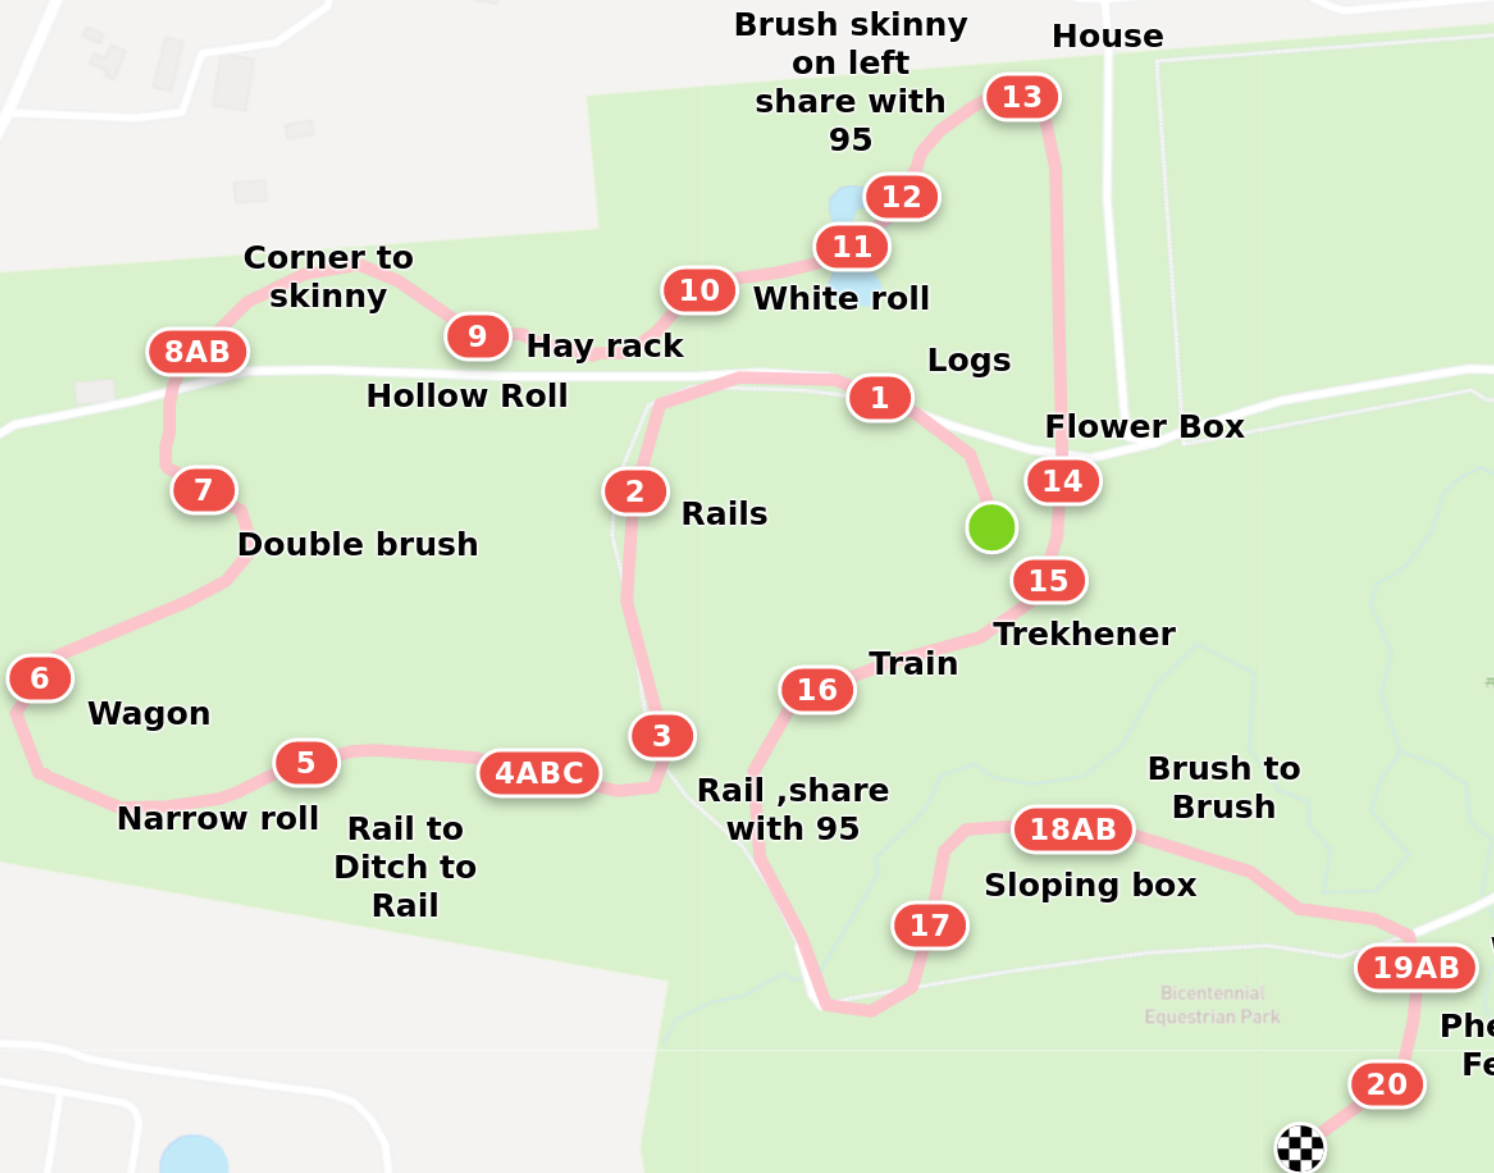 Brush skinny
on left
share with
95
House
13
12
11
Corner to
skinny
10
White roll
9
Hay rack
8AB
Hollow Roll
Logs
1
Flower Box
14
7
2
Rails
Double brush
15
Trekhener
Train
16
6
Wagon
3
5
4ABC
Narrow roll
Rail to
Ditch to
Rail
Rail ,share
with 95
Brush to
Brush
18AB
Sloping box
17
19AB
Bicentennial
Equestrian Park
20